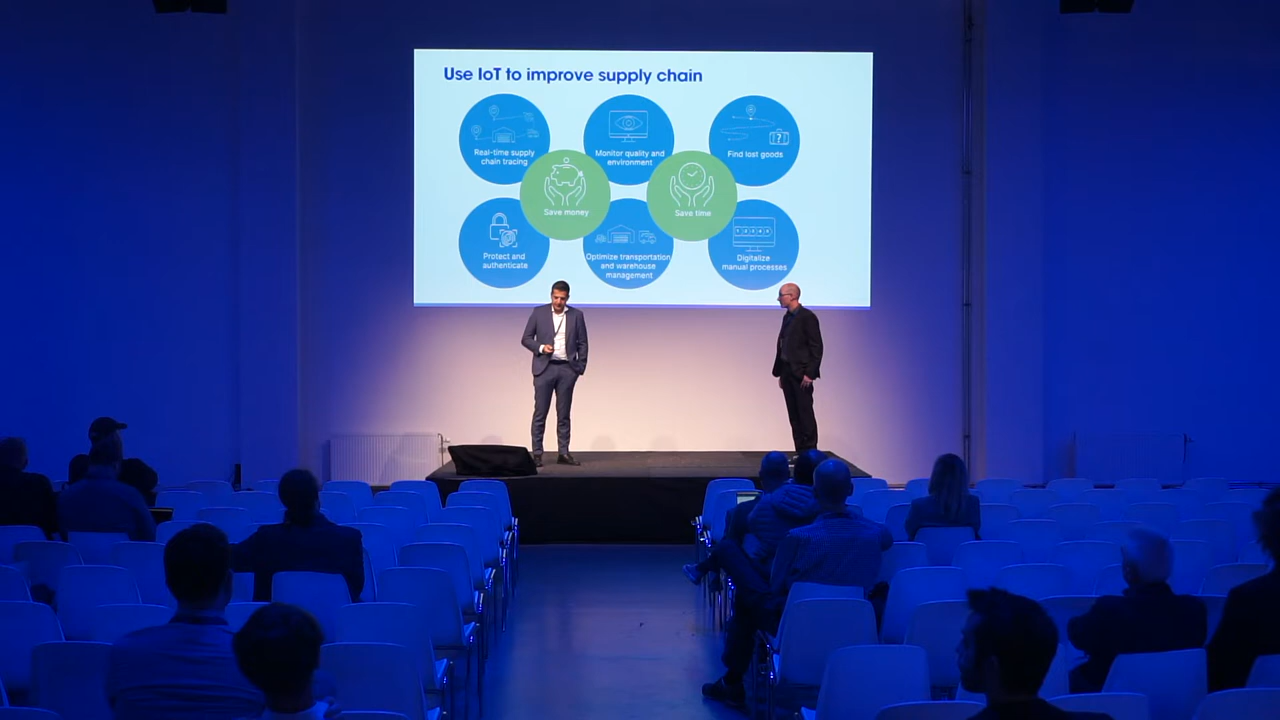 Use IoT to improve supply chain
Real-time supply
chain tracing
Monitor quality and
environment
Find lost goods
Save money
Save time
Protect and
authenticate
Optimize transportation
and warehouse
management
Digitalize
manual processes